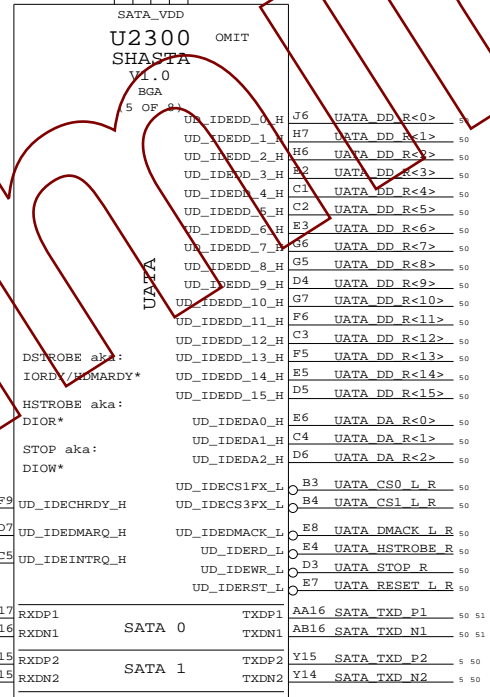 SATA_VDD
U2300 OMIT
SHASTA
V1.0
BGA
(5 OF 8)
UD_IDEDD_0_H J6 UATA_DD_R<0> 50
UD_IDEDD_1_H H7 UATA_DD_R<1> 50
UD_IDEDD_2_H H6 UATA_DD_R<2> 50
UD_IDEDD_3_H E2 UATA_DD_R<3> 50
UD_IDEDD_4_H C1 UATA_DD_R<4> 50
UD_IDEDD_5_H C2 UATA_DD_R<5> 50
UD_IDEDD_6_H E3 UATA_DD_R<6> 50
UD_IDEDD_7_H G6 UATA_DD_R<7> 50
UD_IDEDD_8_H G5 UATA_DD_R<8> 50
UATA
UD_IDEDD_9_H D4 UATA_DD_R<9> 50
UD_IDEDD_10_H G7 UATA_DD_R<10> 50
UD_IDEDD_11_H F6 UATA_DD_R<11> 50
UD_IDEDD_12_H C3 UATA_DD_R<12> 50
DSTROBE aka: UD_IDEDD_13_H F5 UATA_DD_R<13> 50
IORDY/HDMARDY* UD_IDEDD_14_H E5 UATA_DD_R<14> 50
UD_IDEDD_15_H D5 UATA_DD_R<15> 50
HSTROBE aka:
DIOR* UD_IDEDA0_H E6 UATA_DA_R<0> 50
UD_IDEDA1_H C4 UATA_DA_R<1> 50
STOP aka:
UD_IDEDA2_H D6 UATA_DA_R<2> 50
DIOW*
UD_IDECS1FX_L B3 UATA_CS0_L_R 50
F9 UD_IDECHRDY_H UD_IDECS3FX_L B4 UATA_CS1_L_R 50
D7 UD_IDEDMARQ_H UD_IDEDMACK_L E8 UATA_DMACK_L_R 50
UD_IDERD_L E4 UATA_HSTROBE_R 50
C5 UD_IDEINTRQ_H UD_IDEWR_L D3 UATA_STOP_R 50
UD_IDERST_L E7 UATA_RESET_L_R 50
17 RXDP1 TXDP1 AA16 SATA_TXD_P1 50 51
16 RXDN1 SATA 0 TXDN1 AB16 SATA_TXD_N1 50 51
15 RXDP2 TXDP2 Y15 SATA_TXD_P2 5 50
15 RXDN2 SATA 1 TXDN2 Y14 SATA_TXD_N2 5 50